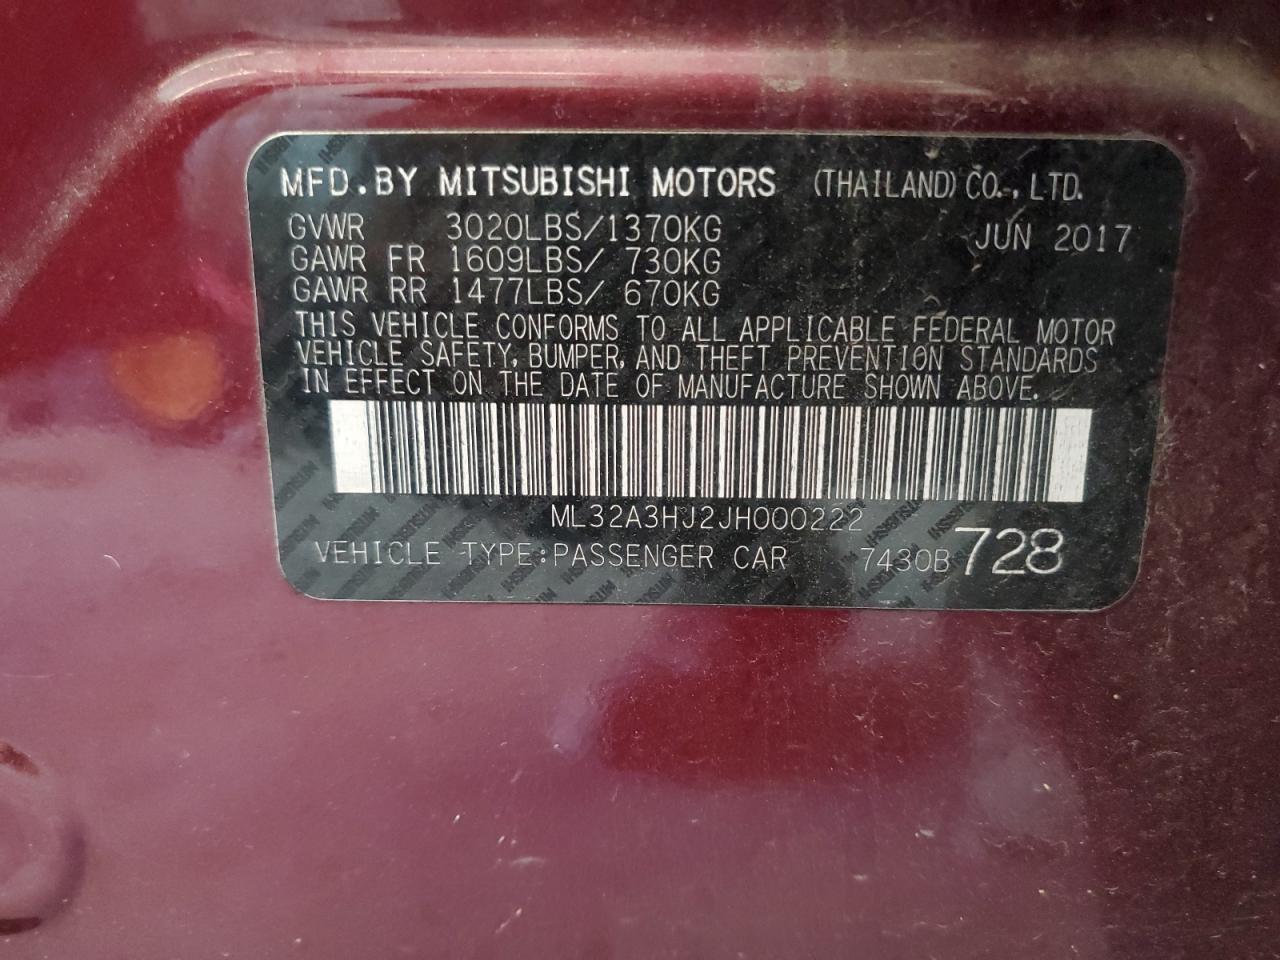 MFD.BY MITSUBISHI MOTORS (THAILAND) CO., LTD.
GVWR 3020LBS/1370KG JUN 2017
GAWR FR 1609LBS/ 730KG
GAWR RR 1477LBS/ 670KG
THIS VEHICLE CONFORMS TO ALL APPLICABLE FEDERAL MOTOR
VEHICLE SAFETY, BUMPER, AND THEFT PREVENTION STANDARDS
IN EFFECT ON THE DATE OF MANUFACTURE SHOWN ABOVE.
ML32A3HJ2JH000222
VEHICLE TYPE:PASSENGER CAR 7430B 728